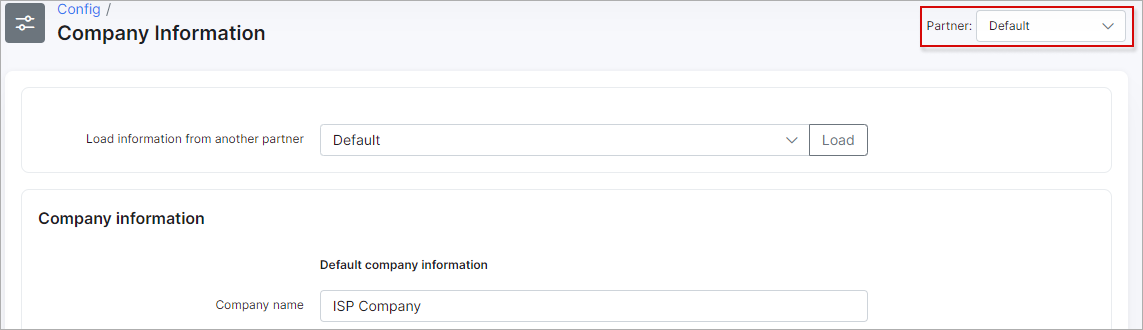 Config /
Company Information
Partner: Default
Load information from another partner Default Load
Company information
Default company information
Company name ISP Company